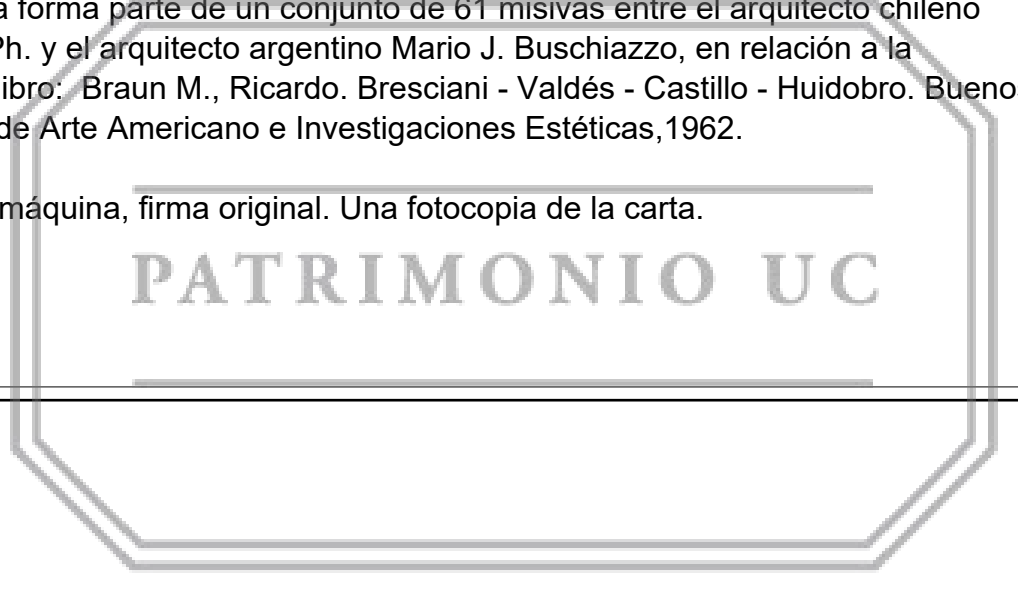 a forma parte de un conjunto de 61 misivas entre el arquitecto chileno
Ph. y el arquitecto argentino Mario J. Buschiazzo, en relación a la
ibro: Braun M., Ricardo. Bresciani - Valdés - Castillo - Huidobro. Bueno
de Arte Americano e Investigaciones Estéticas,1962.
máquina, firma original. Una fotocopia de la carta.
PATRIMONIO UC